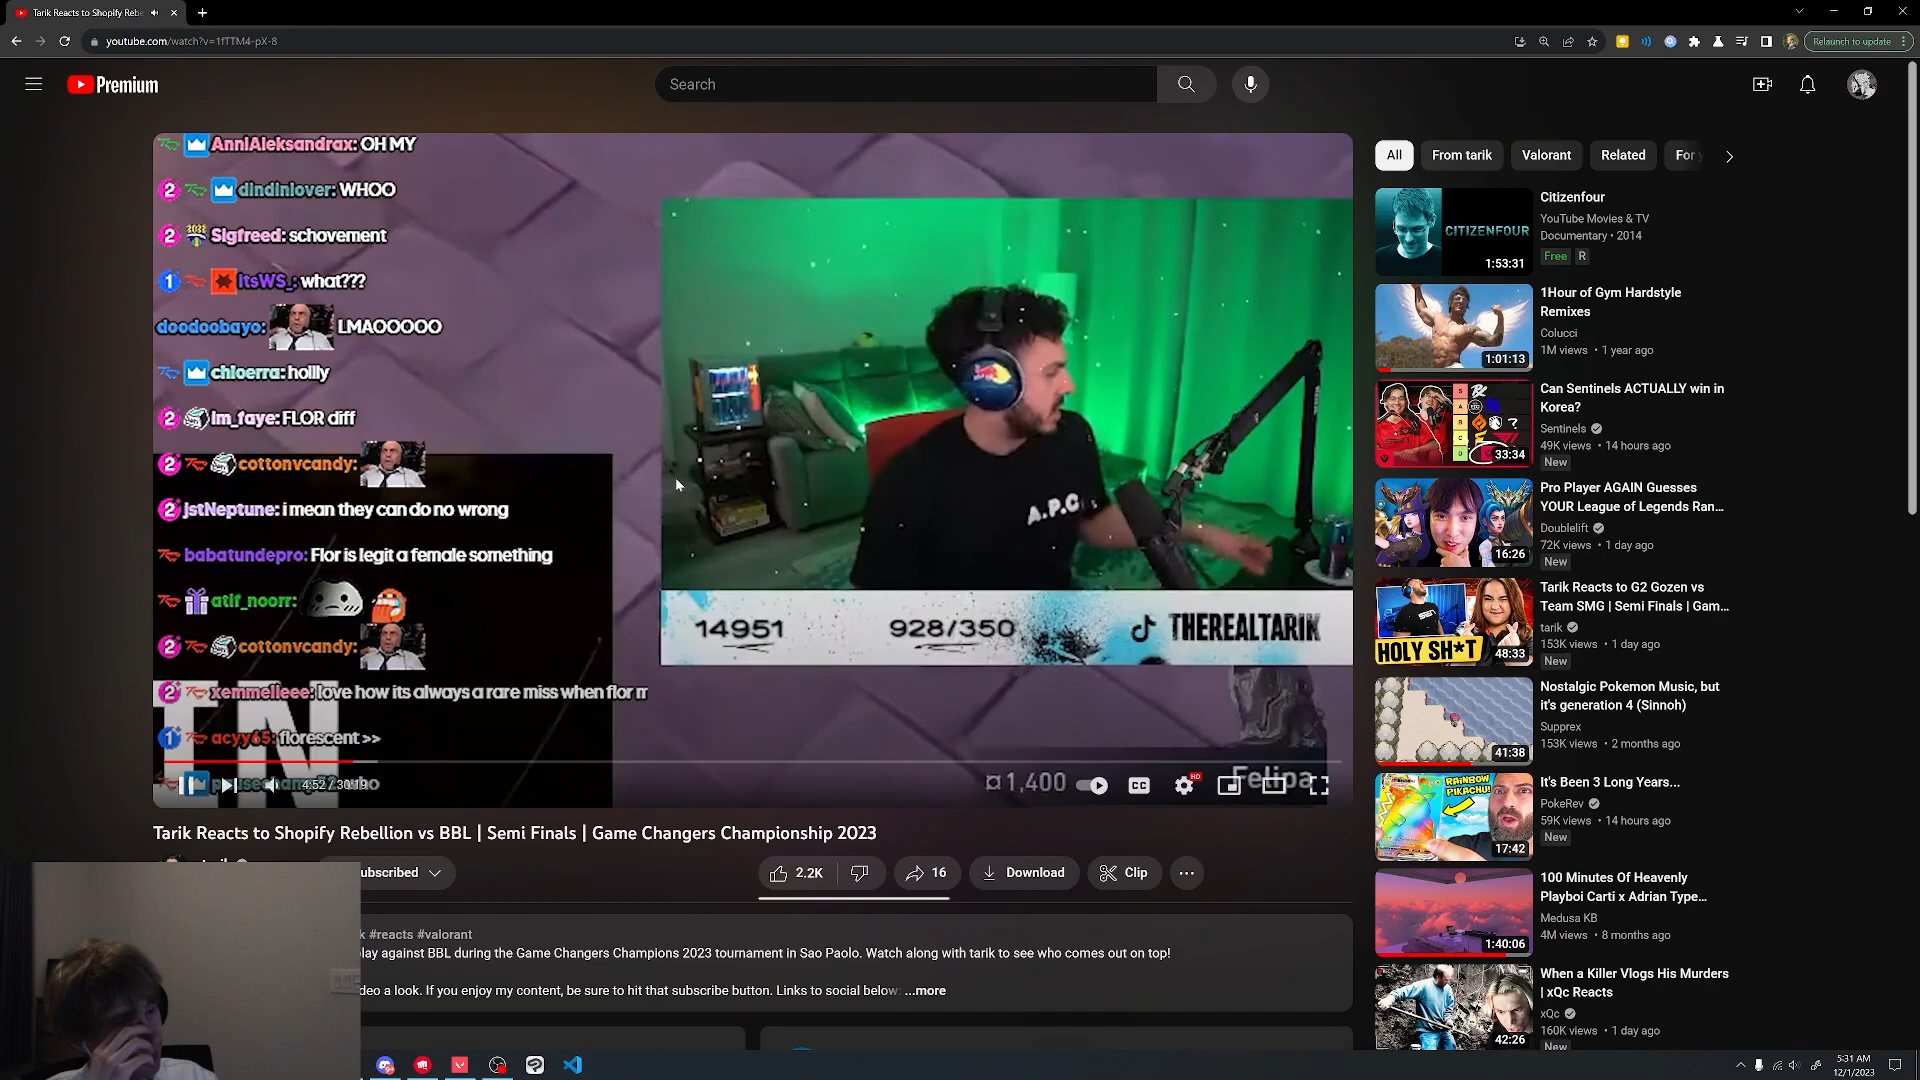 Tarik Reacts to Shopify Rebe
youtube.com/watch?v=1fTTM4-pX-8
Relaunch to update
Premium
Search
AnniAleksandrax: OH MY
2 dindinlover: WHOO
2 Sigfreed: schovement
1 itsWS_: what???
doodoobayo: LMAOOOOO
chloerra: hollly
2 im_faye: FLOR diff
2 cottonvcandy:
2 jstNeptune: i mean they can do no wrong
babatundepro: Flor is legit a female something
atif_noorr:
2 cottonvcandy:
2 xemmelieee: love how its always a rare miss when flor
1 acyy65: florescent >>
A.P.C
14951
928/350
THEREALTARIK
4:52 / 30:19
1,400
CC
HD
Felipa
Tarik Reacts to Shopify Rebellion vs BBL | Semi Finals | Game Changers Championship 2023
ubscribed
2.2K
16
Download
Clip
#reacts #valorant
lay against BBL during the Game Changers Champions 2023 tournament in Sao Paolo. Watch along with tarik to see who comes out on top!
deo a look. If you enjoy my content, be sure to hit that subscribe button. Links to social below: ...more
All
From tarik
Valorant
Related
For y
CITIZENFOUR
1:53:31
Citizenfour
YouTube Movies & TV
Documentary • 2014
Free
R
1:01:13
1Hour of Gym Hardstyle
Remixes
Colucci
1M views • 1 year ago
33:34
Can Sentinels ACTUALLY win in
Korea?
Sentinels
49K views • 14 hours ago
New
16:26
Pro Player AGAIN Guesses
YOUR League of Legends Ran...
Doublelift
72K views • 1 day ago
New
HOLY SH*T
48:33
Tarik Reacts to G2 Gozen vs
Team SMG | Semi Finals | Gam...
tarik
153K views • 1 day ago
New
41:38
Nostalgic Pokemon Music, but
it's generation 4 (Sinnoh)
Supprex
153K views • 2 months ago
RAINBOW
PIKACHU!
17:42
It's Been 3 Long Years...
PokeRev
59K views • 14 hours ago
New
1:40:06
100 Minutes Of Heavenly
Playboi Carti x Adrian Type...
Medusa KB
4M views • 8 months ago
42:26
When a Killer Vlogs His Murders
| xQc Reacts
xQc
160K views • 1 day ago
New
5:31 AM
12/1/2023